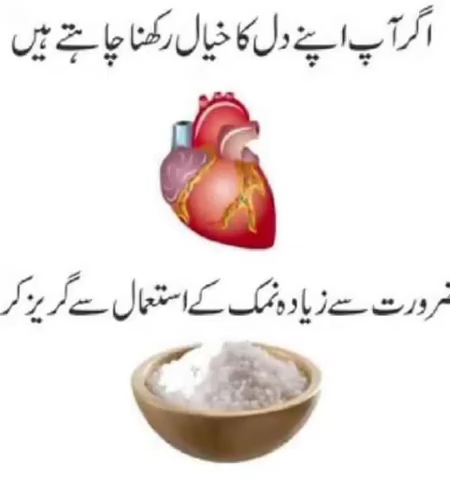 اگر آپ اپنے دل کا خیال رکھنا چاہتے ہیں
ضرورت سے زیادہ نمک کے استعمال سے گریز کر